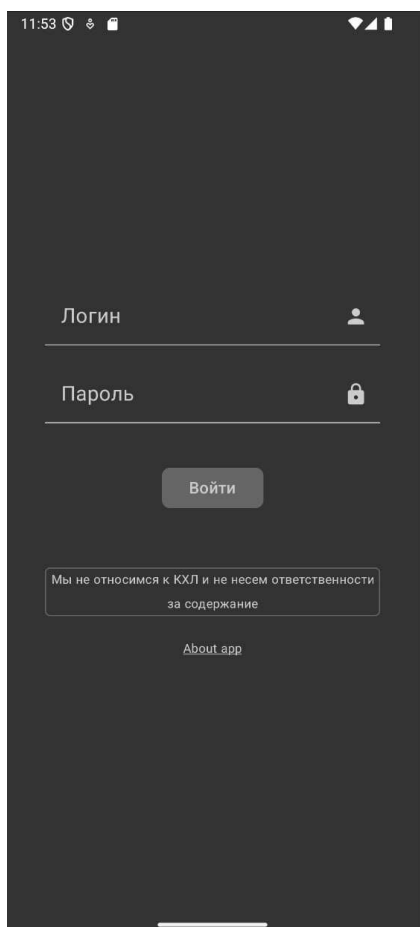 11:53
Логин
Пароль
Войти
Мы не относимся к КХЛ и не несем ответственности
за содержание
About app